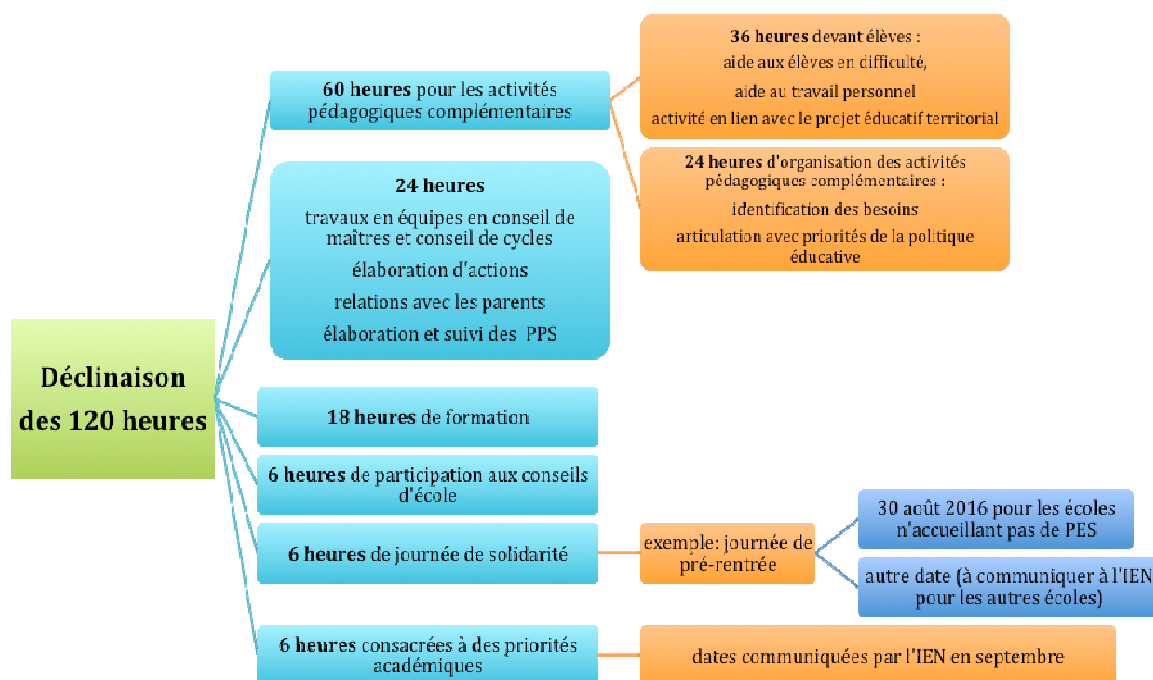 Déclinaison
des 120 heures
60 heures pour les activités
pédagogiques complémentaires
36 heures devant élèves :
aide aux élèves en difficulté,
aide au travail personnel
activité en lien avec le projet éducatif territorial
24 heures d'organisation des activités
pédagogiques complémentaires :
identification des besoins
articulation avec priorités de la politique
éducative
24 heures
travaux en équipes en conseil de
maîtres et conseil de cycles
élaboration d'actions
relations avec les parents
élaboration et suivi des PPS
18 heures de formation
6 heures de participation aux conseils
d'école
6 heures de journée de solidarité
exemple: journée de
pré-rentrée
30 août 2016 pour les écoles
n'accueillant pas de PES
autre date (à communiquer à l'IEN
pour les autres écoles)
6 heures consacrées à des priorités
académiques
dates communiquées par l'IEN en septembre